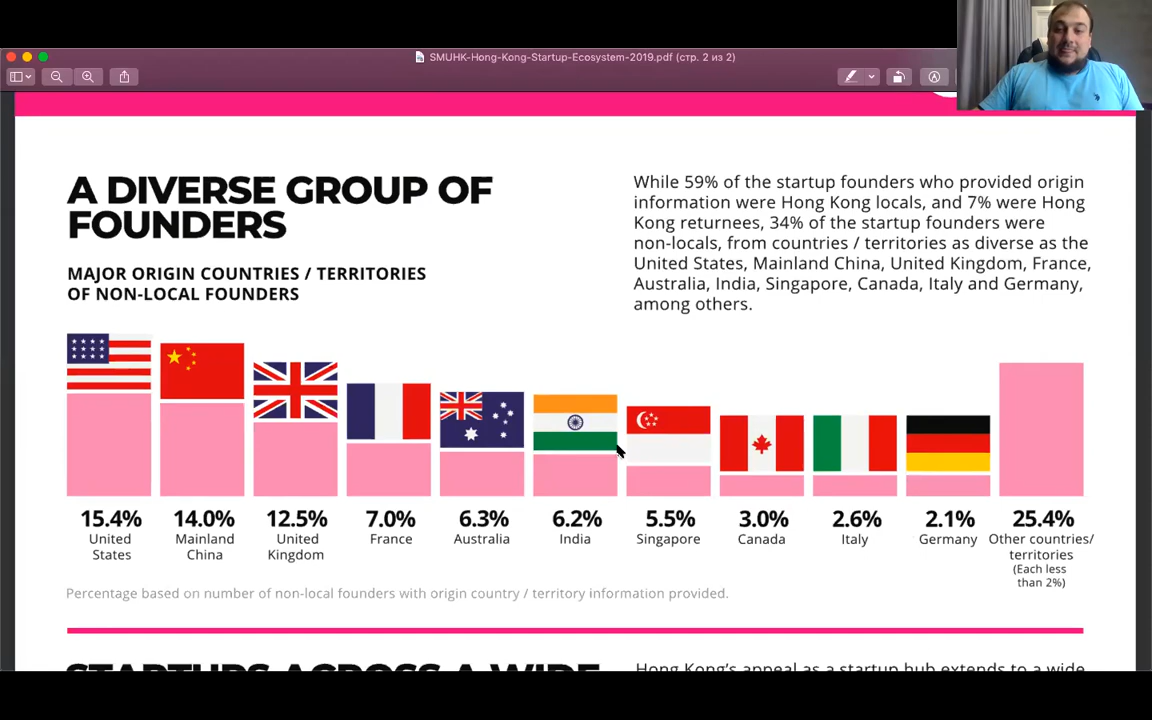 SMUHK-Hong-Kong-Startup-Ecosystem-2019.pdf (стр. 2 из 2)
A DIVERSE GROUP OF
FOUNDERS
MAJOR ORIGIN COUNTRIES / TERRITORIES
OF NON-LOCAL FOUNDERS
While 59% of the startup founders who provided origin
information were Hong Kong locals, and 7% were Hong
Kong returnees, 34% of the startup founders were
non-locals, from countries / territories as diverse as the
United States, Mainland China, United Kingdom, France,
Australia, India, Singapore, Canada, Italy and Germany,
among others.
15.4%
United
States
14.0%
Mainland
China
12.5%
United
Kingdom
7.0%
France
6.3%
Australia
6.2%
India
5.5%
Singapore
3.0%
Canada
2.6%
Italy
2.1%
Germany
25.4%
Other countries/
territories
(Each less
than 2%)
Percentage based on number of non-local founders with origin country / territory information provided.
STARTUPS ACROSS A WIDE
Hong Kong's appeal as a startup hub extends to a wide